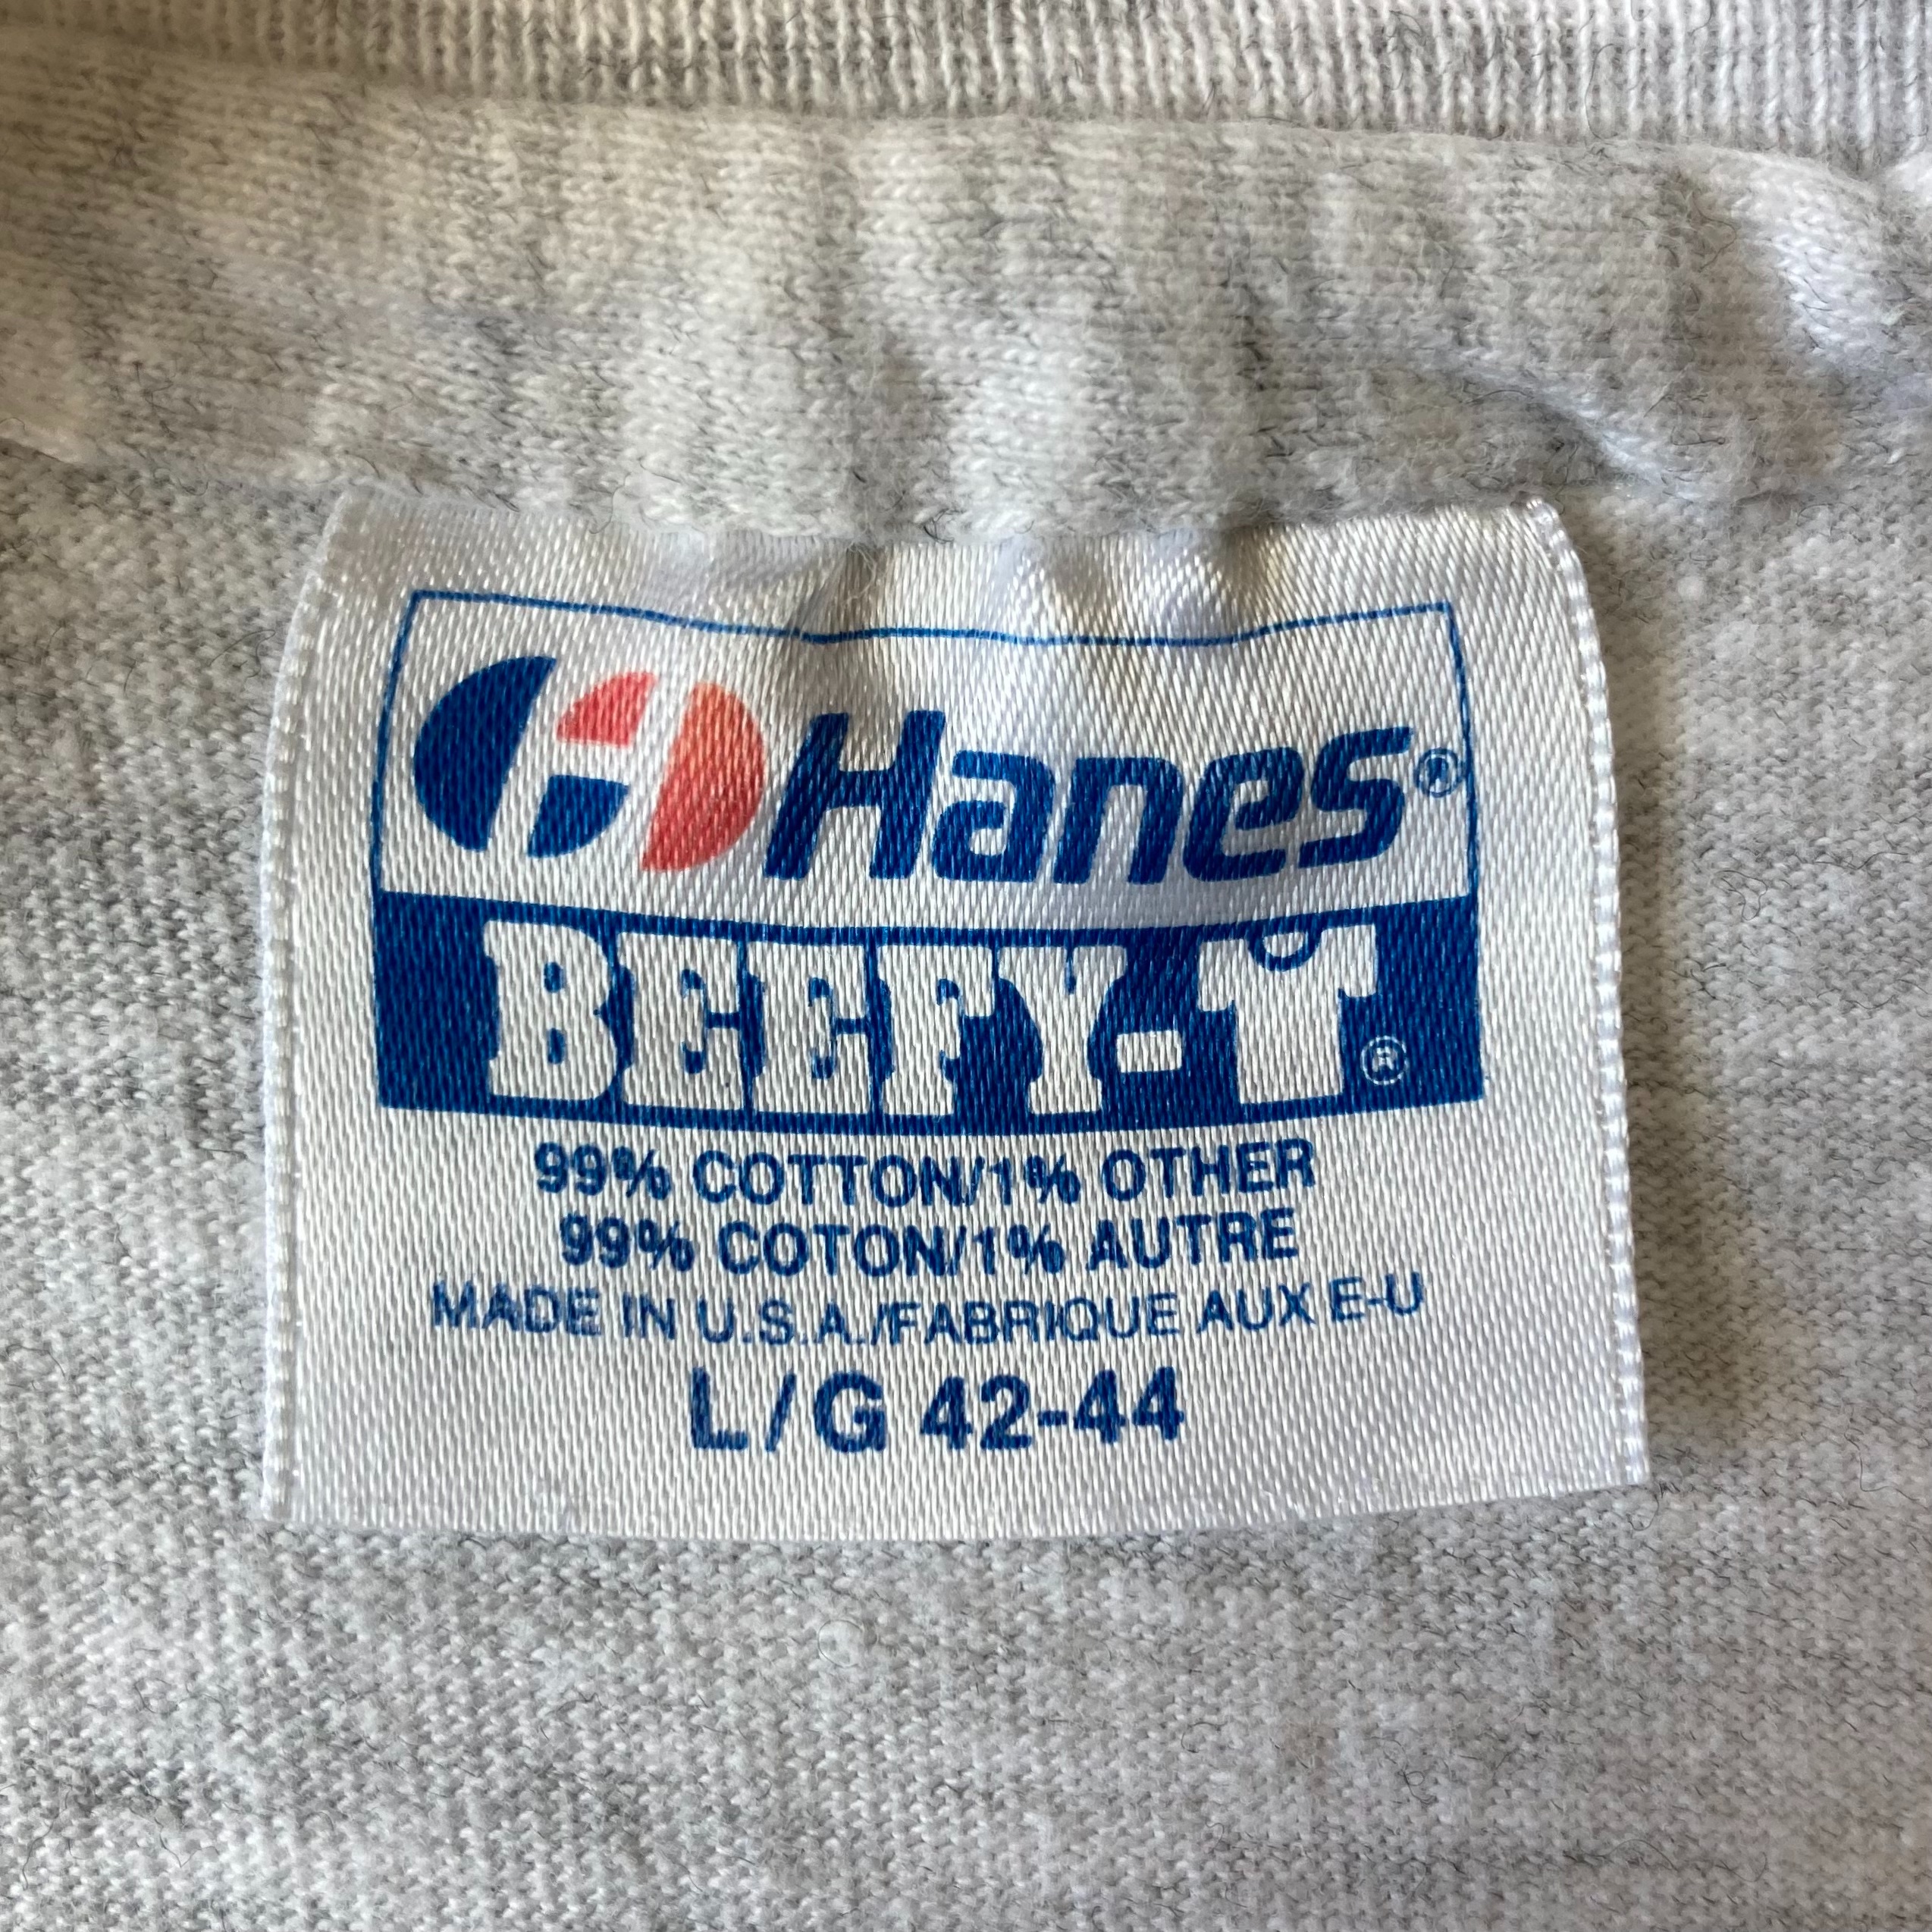 Hanes®
BEEFY-T®
99% COTTON/1% OTHER
99% COTON/1% AUTRE
MADE IN U.S.A./FABRIQUE AUX E-U
L/G 42-44